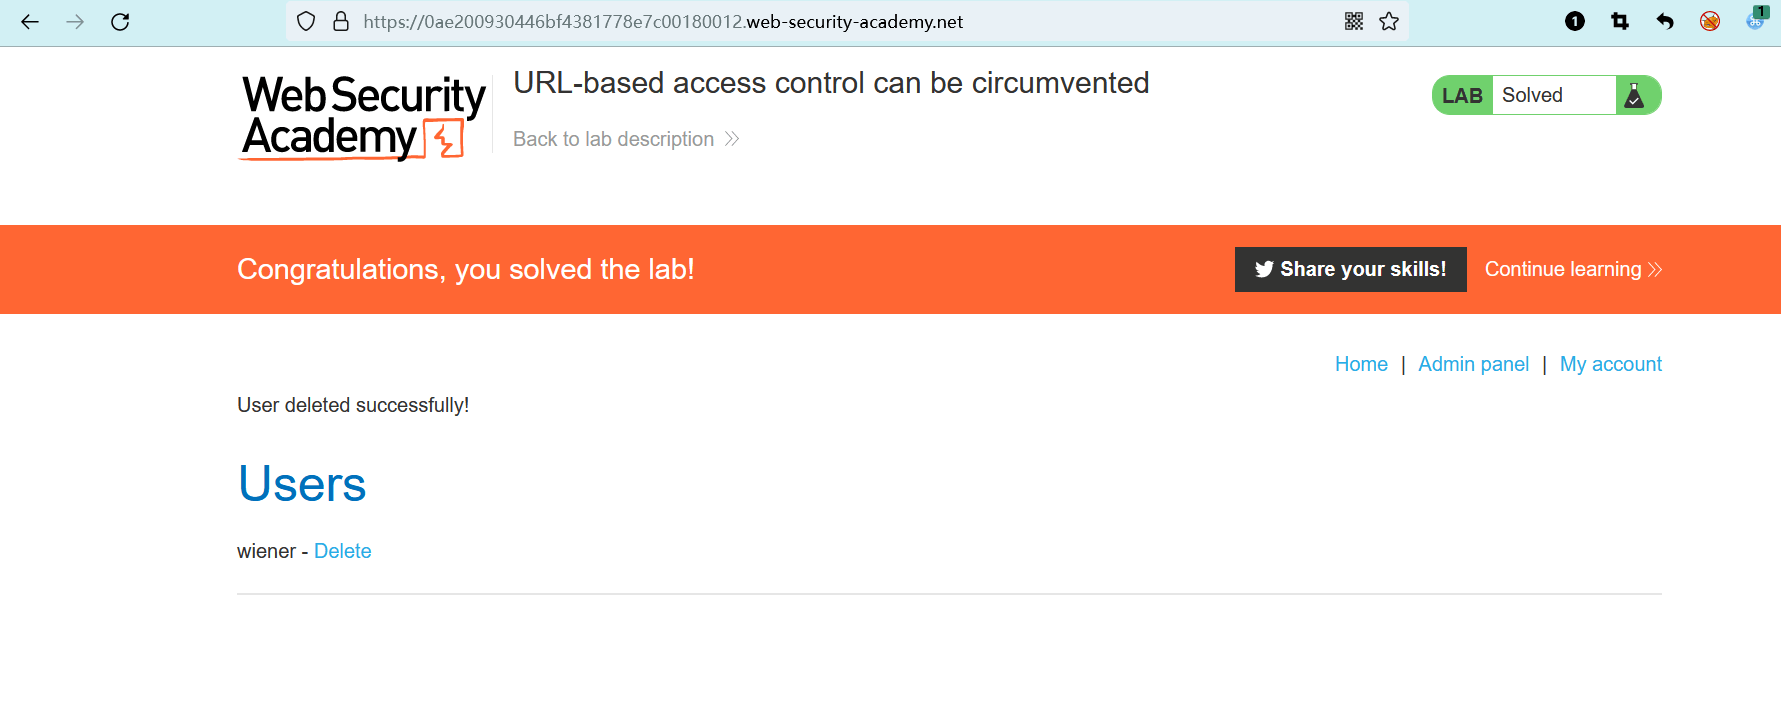 https://0ae200930446bf4381778e7c00180012.web-security-academy.net
1
1
Web Security
Academy
URL-based access control can be circumvented
Back to lab description
LAB Solved
Congratulations, you solved the lab!
Share your skills!
Continue learning
Home | Admin panel | My account
User deleted successfully!
Users
wiener - Delete